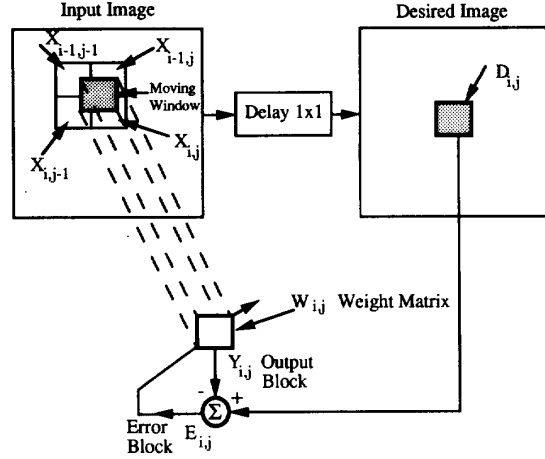 Input Image
Desired Image
X i-1,j-1
X i-1,j
Moving
Window
X i,j-1
X i,j
Delay 1x1
D i,j
W i,j Weight Matrix
Y i,j Output
Block
-
+
Σ
Error
Block
E i,j